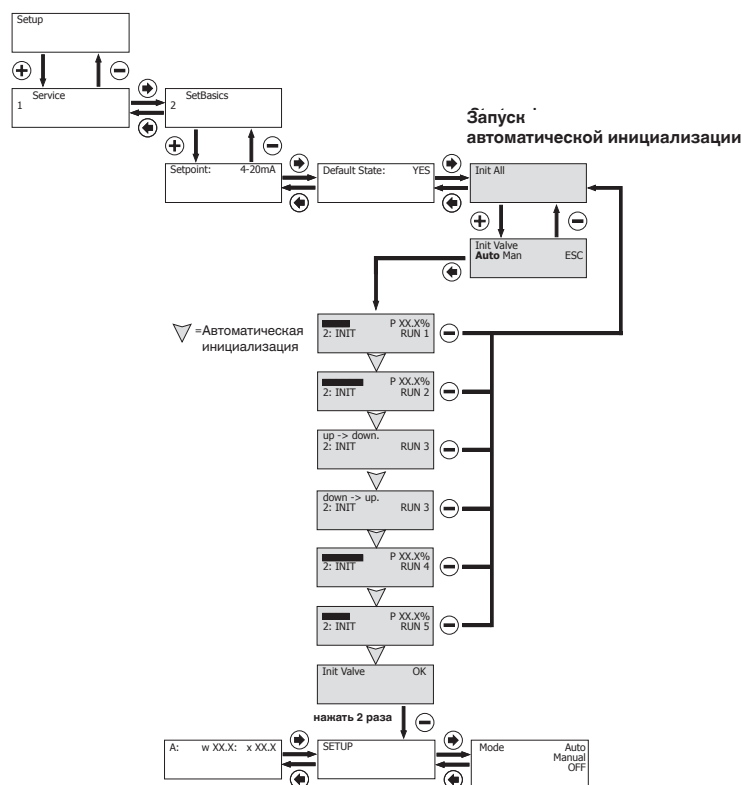 Setup
Service
1
SetBasics
2
Запуск
автоматической инициализации
Setpoint: 4-20mA
Default State: YES
Init All
Init Valve
Auto Man ESC
=Автоматическая
инициализация
P XX.X%
2: INIT RUN 1
P XX.X%
2: INIT RUN 2
up -> down.
2: INIT RUN 3
down -> up.
2: INIT RUN 3
P XX.X%
2: INIT RUN 4
P XX.X%
2: INIT RUN 5
Init Valve OK
нажать 2 раза
A: w XX.X: x XX.X
SETUP
Mode Auto
Manual
OFF